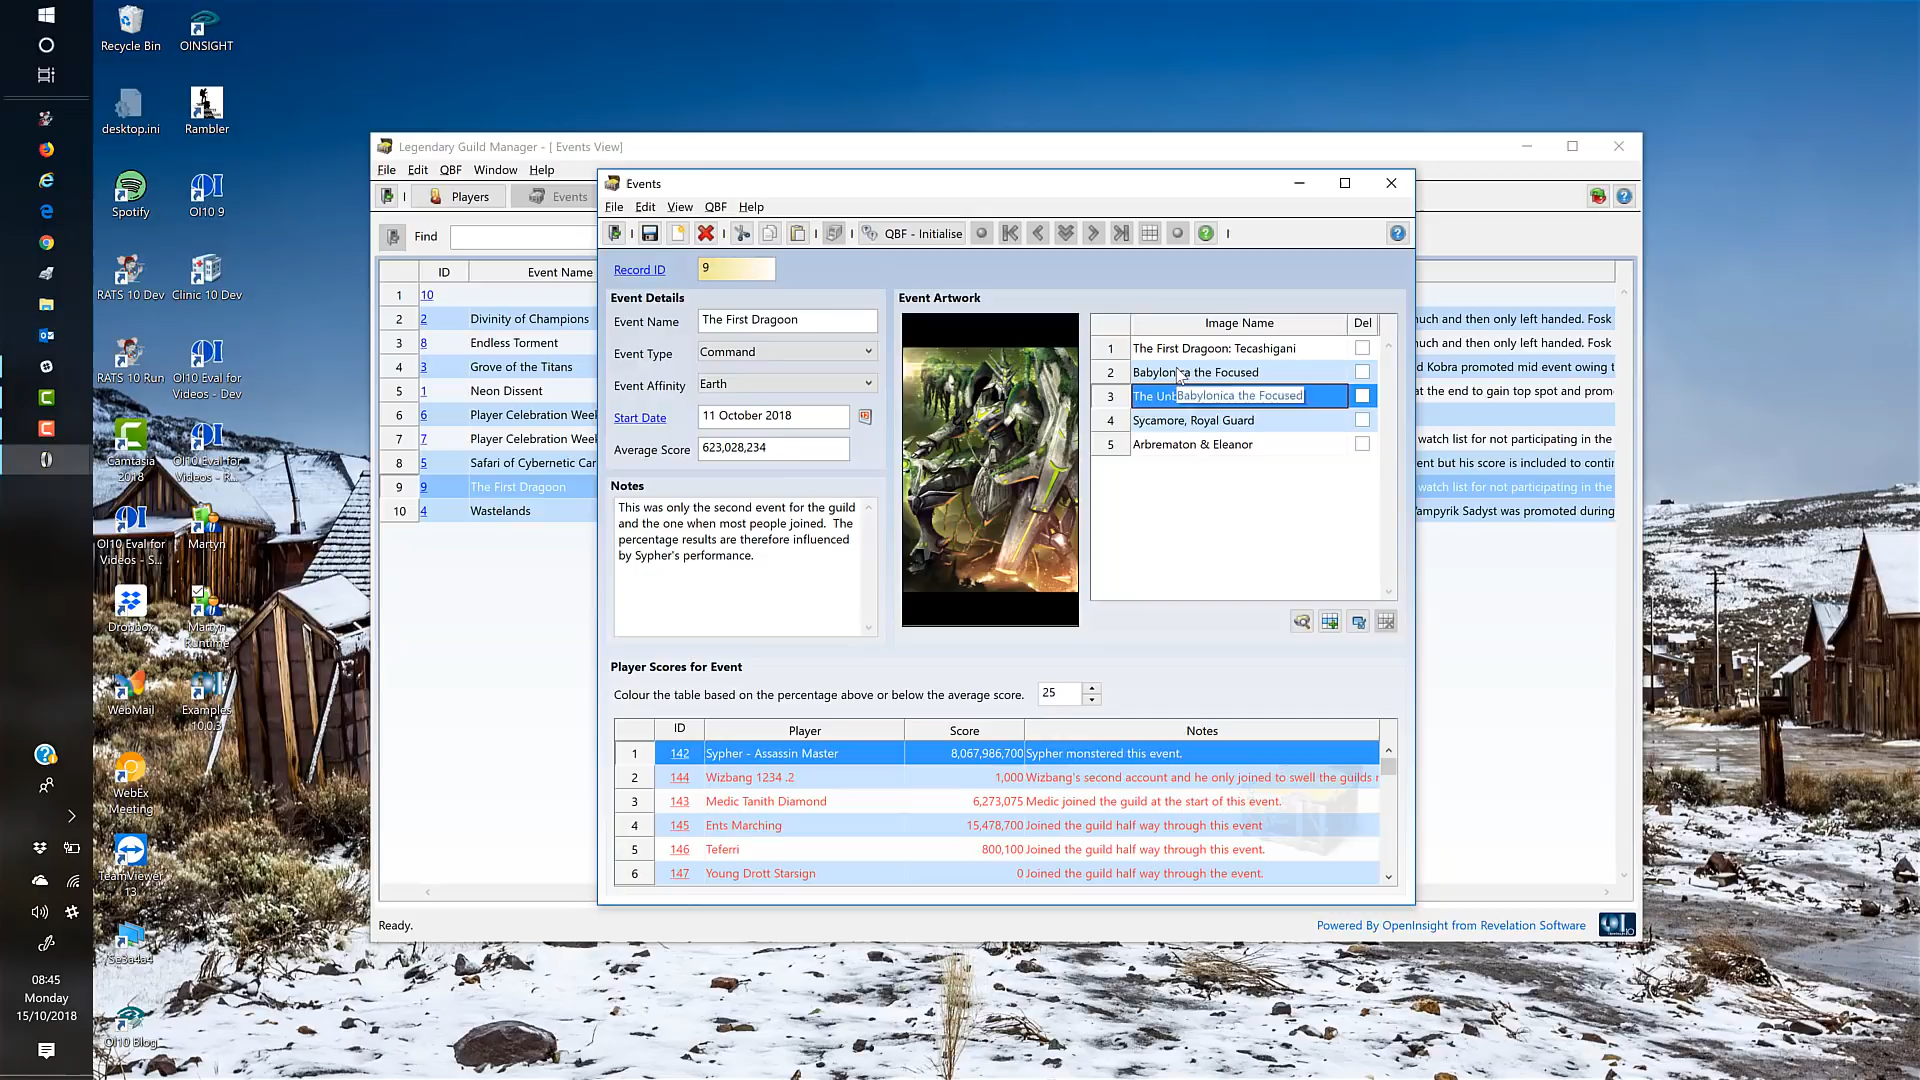 Recycle Bin
OINSIGHT
desktop.ini
Rambler
Spotify
OI10 9
RATS 10 Dev
Clinic 10 Dev
RATS 10 Run
OI10 Eval for
Videos - Dev
Camtasia
2018
OI10 Eval for
Videos - R...
OI10 Eval for
Videos - S...
Martyn
Dropbox
Martyn
Runtime
WebMail
Examples
10.0.3
WebEx
Meeting
TeamViewer
13
OI10 Blog
08:45
Monday
15/10/2018
Legendary Guild Manager - [ Events View]
File Edit QBF Window Help
Players
Events
Find
ID Event Name
1 10
2 2 Divinity of Champions
3 8 Endless Torment
4 3 Grove of the Titans
5 1 Neon Dissent
6 6 Player Celebration Wee
7 7 Player Celebration Wee
8 5 Safari of Cybernetic Car
9 9 The First Dragoon
10 4 Wastelands
much and then only left handed. Fosk
d Kobra promoted mid event owing t
at the end to gain top spot and promo
watch list for not participating in the
ent but his score is included to contin
watch list for not participating in the
Vampyrik Sadyst was promoted during
Ready.
Powered By OpenInsight from Revelation Software
Events
File Edit View QBF Help
QBF - Initialise
Record ID 9
Event Details
Event Name The First Dragoon
Event Type Command
Event Affinity Earth
Start Date 11 October 2018
Average Score 623,028,234
Notes
This was only the second event for the guild
and the one when most people joined. The
percentage results are therefore influenced
by Sypher's performance.
Event Artwork
Image Name Del
1 The First Dragoon: Tecashigani
2 Babylonica the Focused
3 The Unb
Babylonica the Focused
4 Sycamore, Royal Guard
5 Arbrematon & Eleanor
Player Scores for Event
Colour the table based on the percentage above or below the average score. 25
ID Player Score Notes
1 142 Sypher - Assassin Master 8,067,986,700 Sypher monstered this event.
2 144 Wizbang 1234 .2 1,000 Wizbang's second account and he only joined to swell the guilds
3 143 Medic Tanith Diamond 6,273,075 Medic joined the guild at the start of this event.
4 145 Ents Marching 15,478,700 Joined the guild half way through this event
5 146 Teferri 800,100 Joined the guild half way through this event.
6 147 Young Drott Starsign 0 Joined the guild half way through the event.